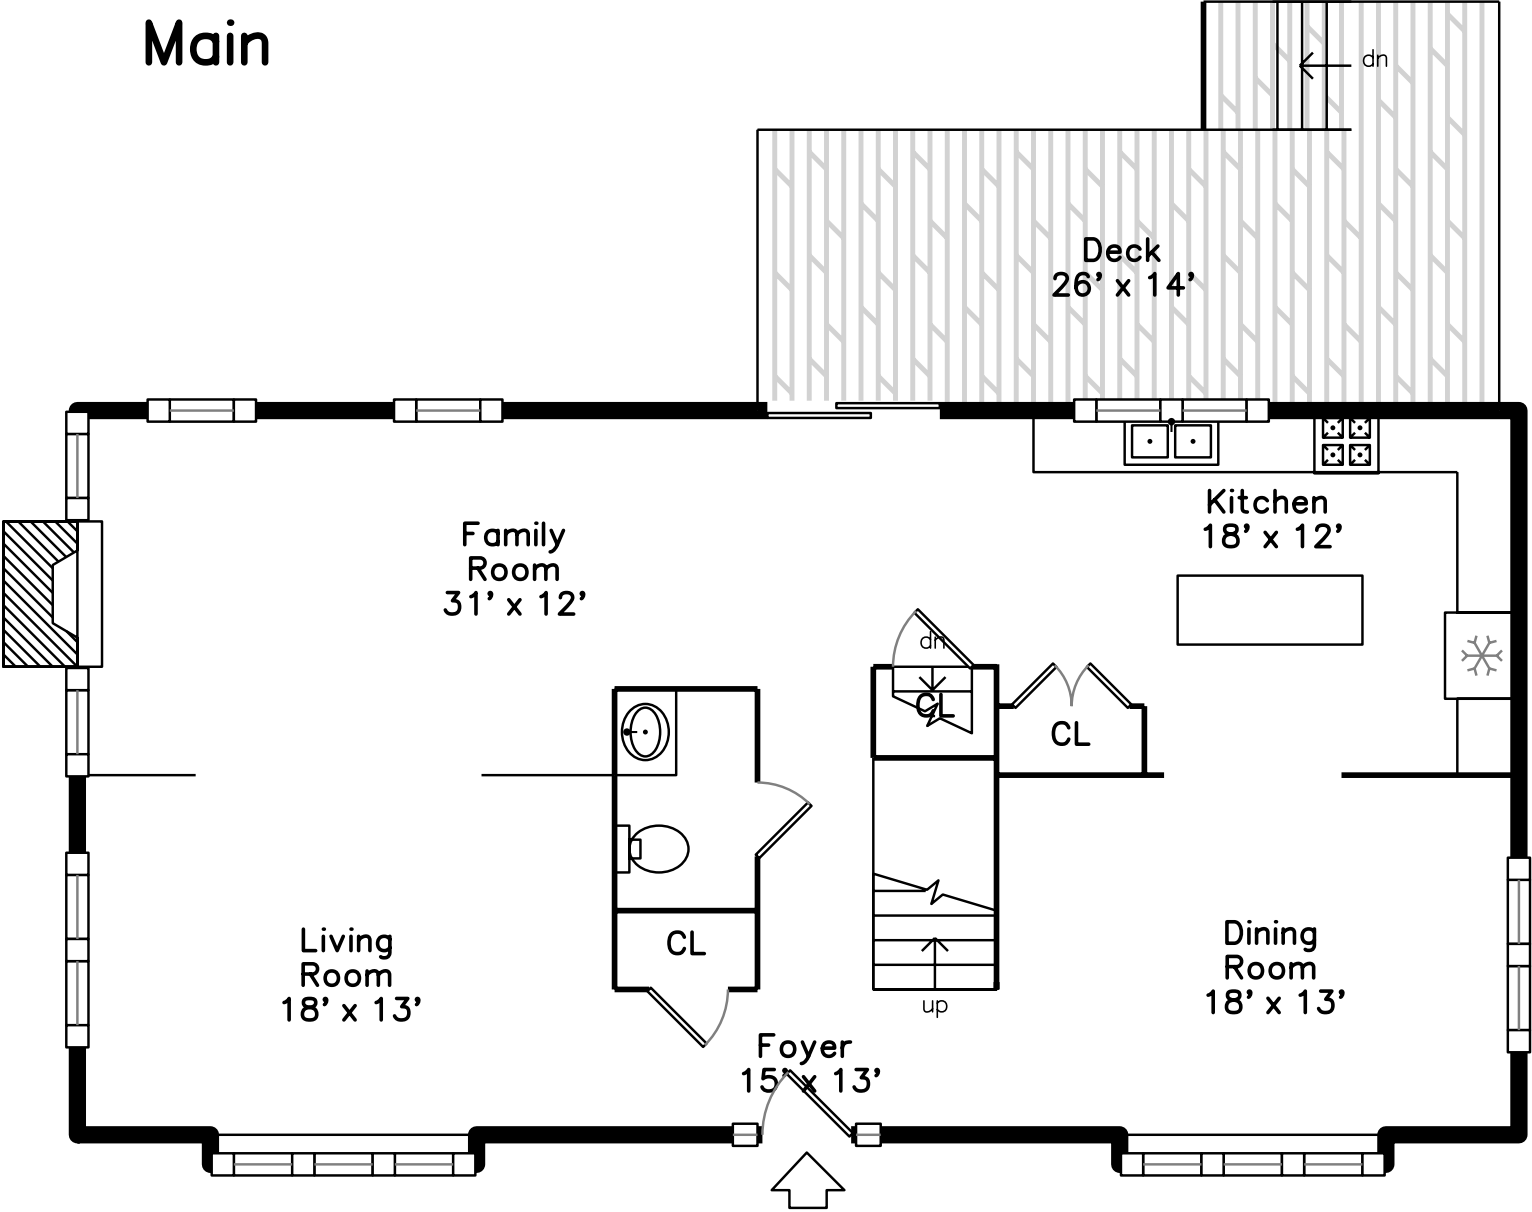 Main
dn
Deck
26' x 14'
Kitchen
18' x 12'
Family
Room
31' x 12'
dn
CL
CL
CL
Living
Room
18' x 13'
Dining
Room
18' x 13'
up
Foyer
15' x 13'